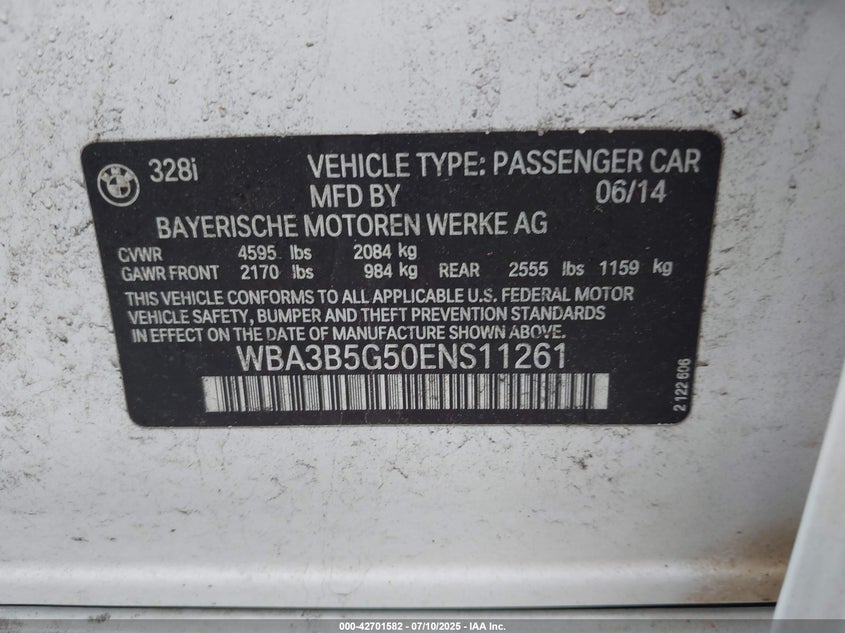 328i VEHICLE TYPE: PASSENGER CAR
MFD BY 06/14
BAYERISCHE MOTOREN WERKE AG
GVWR 4595 lbs 2084 kg
GAWR FRONT 2170 lbs 984 kg REAR 2555 lbs 1159 kg
THIS VEHICLE CONFORMS TO ALL APPLICABLE U.S. FEDERAL MOTOR
VEHICLE SAFETY, BUMPER AND THEFT PREVENTION STANDARDS
IN EFFECT ON THE DATE OF MANUFACTURE SHOWN ABOVE.
WBA3B5G50ENS11261
2 122 606
000-42701582 - 07/10/2025 - IAA Inc.